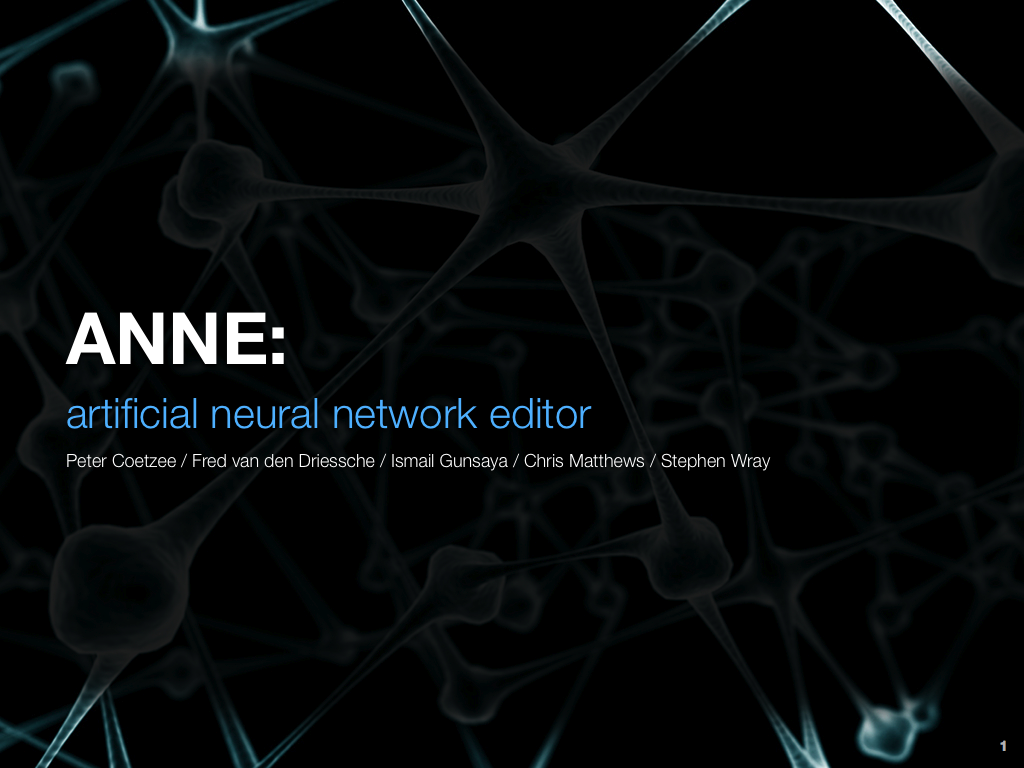 ANNE:
artificial neural network editor
Peter Coetzee / Fred van den Driessche / Ismail Gunsaya / Chris Matthews / Stephen Wray
1